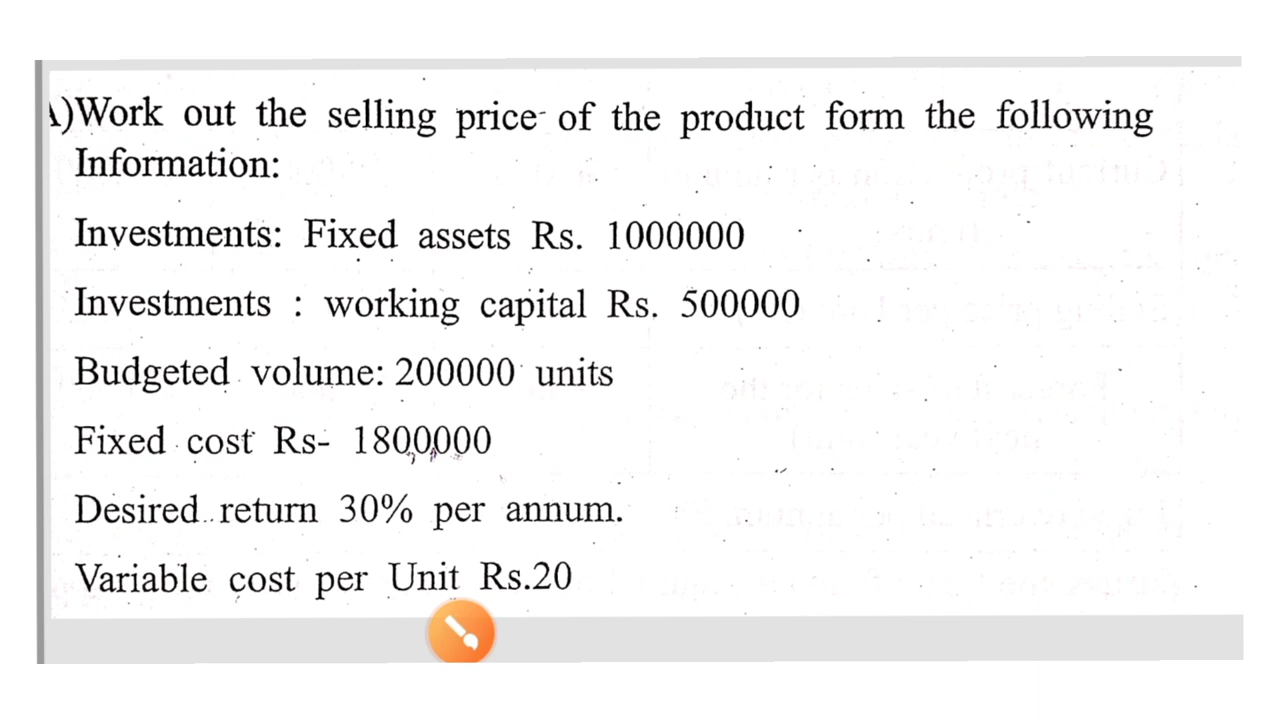 A)Work out the selling price of the product form the following
Information:
Investments: Fixed assets Rs. 1000000
Investments : working capital Rs. 500000
Budgeted volume: 200000 units
Fixed cost Rs- 1800000
Desired return 30% per annum.
Variable cost per Unit Rs.20